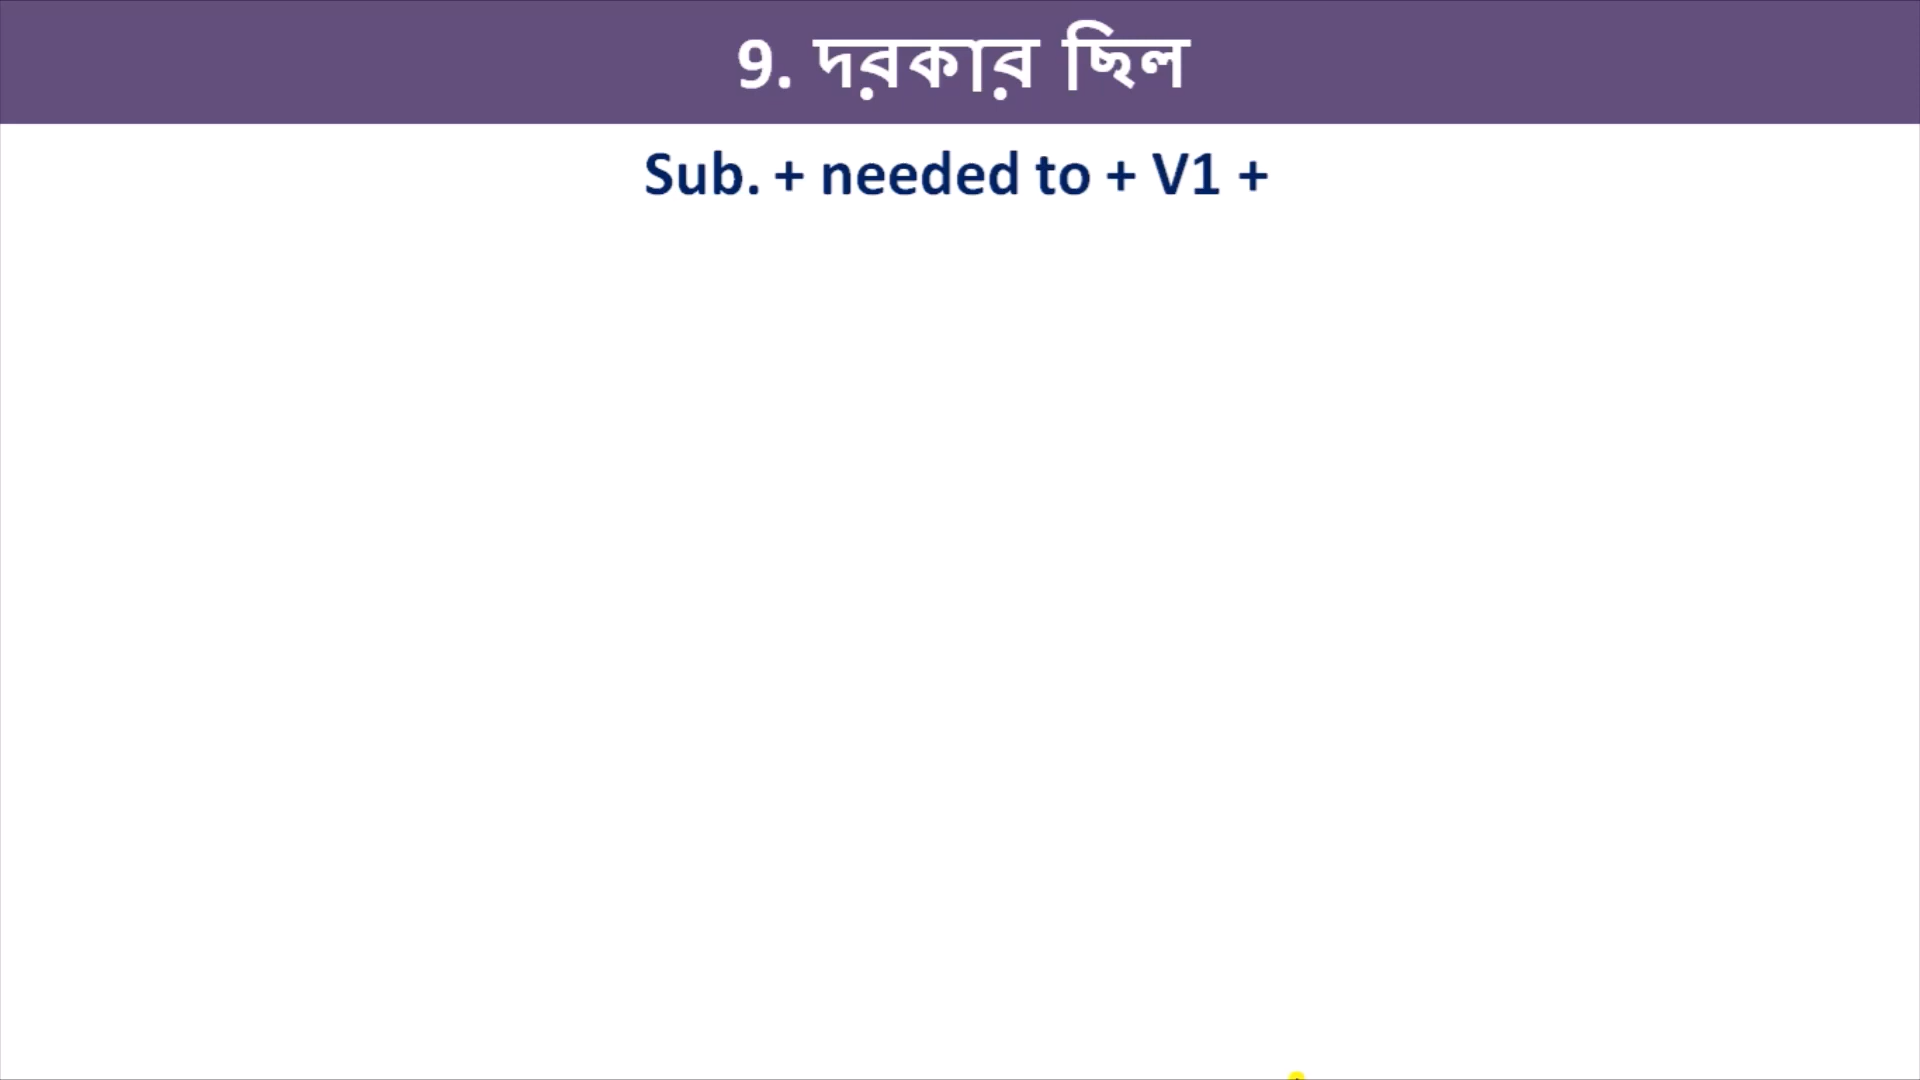 9. দরকার ছিল
Sub. + needed to + V1 +